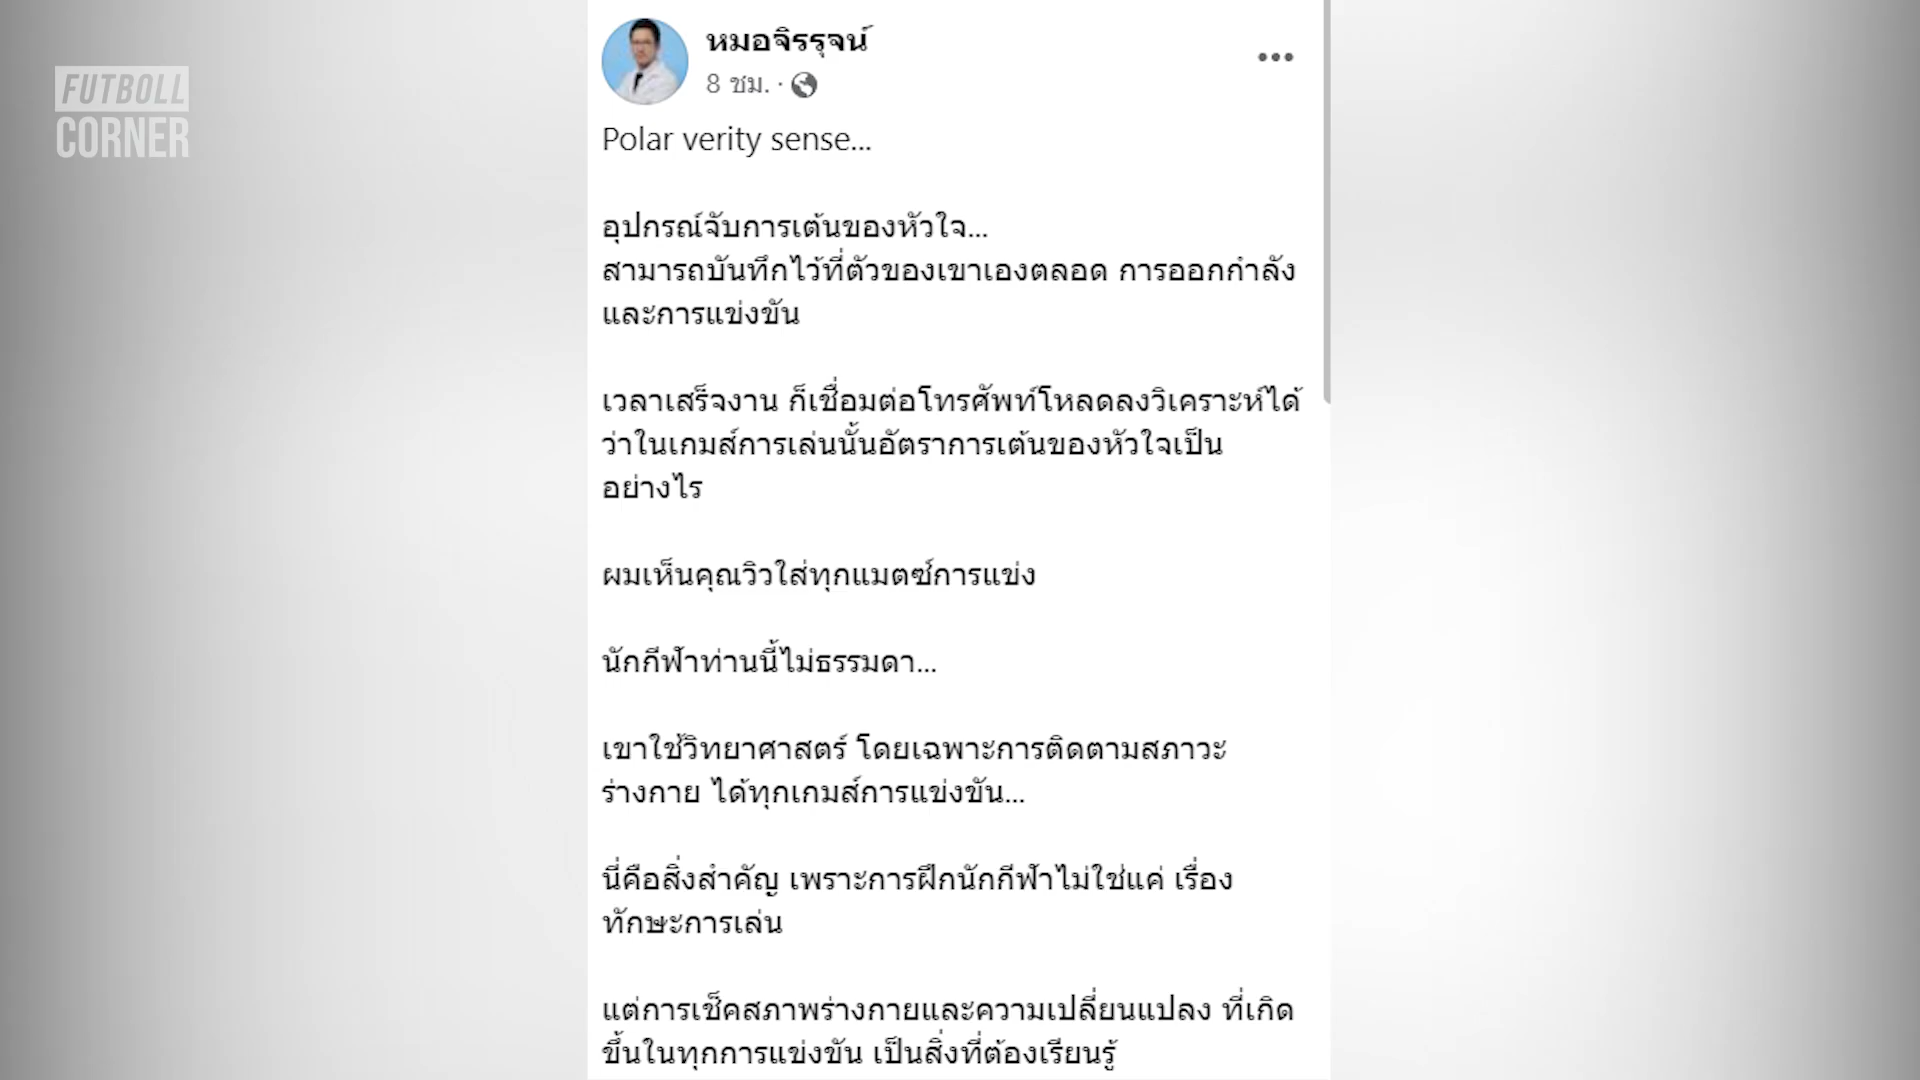 FUTBOLL
CORNER
หมอจิรรุจน์
8 ชม. ·
Polar verity sense...
อุปกรณ์จับการเต้นของหัวใจ...
สามารถบันทึกไว้ที่ตัวของเขาเองตลอด การออกกำลัง
และการแข่งขัน
เวลาเสร็จงาน ก็เชื่อมต่อโทรศัพท์โหลดลงวิเคราะห์ได้
ว่าในเกมส์การเล่นนั้นอัตราการเต้นของหัวใจเป็น
อย่างไร
ผมเห็นคุณวิวใส่ทุกแมตซ์การแข่ง
นักกีฬาท่านนี้ไม่ธรรมดา...
เขาใช้วิทยาศาสตร์ โดยเฉพาะการติดตามสภาวะ
ร่างกาย ได้ทุกเกมส์การแข่งขัน...
นี่คือสิ่งสำคัญ เพราะการฝึกนักกีฬาไม่ใช่แค่ เรื่อง
ทักษะการเล่น
แต่การเช็คสภาพร่างกายและความเปลี่ยนแปลง ที่เกิด
ขึ้นในทุกการแข่งขัน เป็นสิ่งที่ต้องเรียนรู้